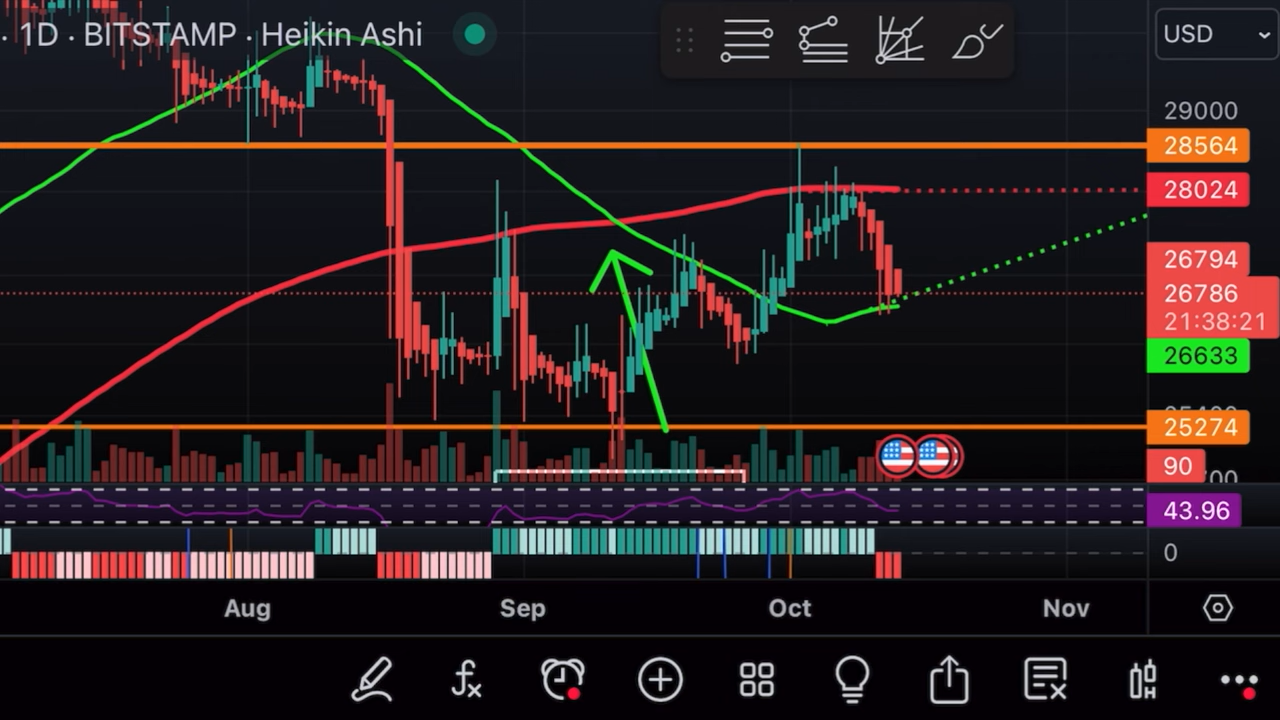 · 1D · BITSTAMP · Heikin Ashi
USD
29000
28564
28024
26794
26786
21:38:21
26633
25274
90
43.96
0
Aug Sep Oct Nov
fx